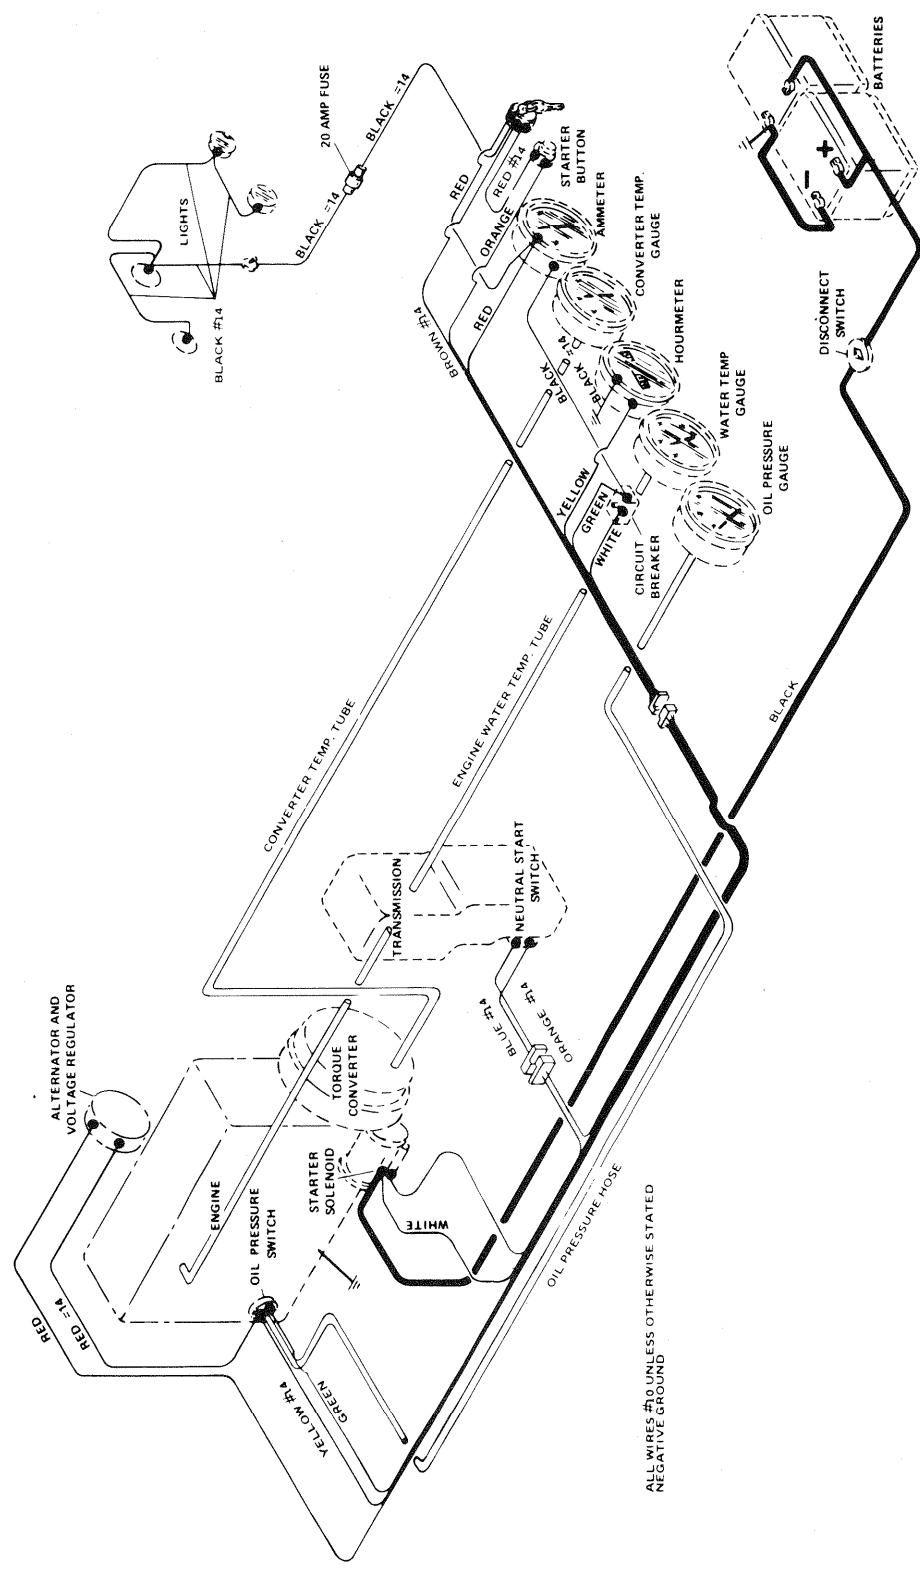 ALTERNATOR AND
VOLTAGE REGULATOR
RED
RED #14
ENGINE
OIL PRESSURE
SWITCH
YELLOW #14
GREEN
STARTER
SOLENOID
WHITE
TORQUE
CONVERTER
TRANSMISSION
NEUTRAL START
SWITCH
BLUE #14
ORANGE #14
OIL PRESSURE HOSE
CONVERTER TEMP. TUBE
ENGINE WATER TEMP. TUBE
BLACK #14
LIGHTS
BLACK #14
20 AMP FUSE
BLACK #14
BROWN #14
RED
RED #14
ORANGE
RED
BLACK
BLACK #14
YELLOW
GREEN
WHITE
CIRCUIT
BREAKER
STARTER
BUTTON
AMMETER
CONVERTER TEMP.
GAUGE
HOURMETER
WATER TEMP
GAUGE
OIL PRESSURE
GAUGE
BLACK
DISCONNECT
SWITCH
+
−
BATTERIES
ALL WIRES #10 UNLESS OTHERWISE STATED
NEGATIVE GROUND